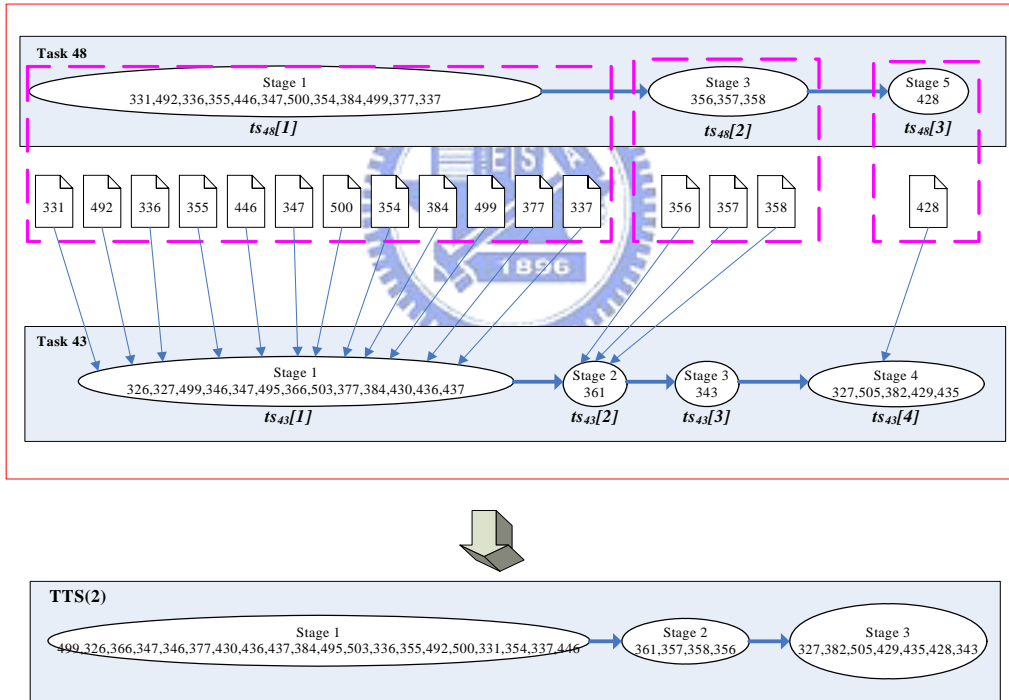 Task 48
Stage 1
331,492,336,355,446,347,500,354,384,499,377,337
ts48[1]
Stage 3
356,357,358
ts48[2]
Stage 5
428
ts48[3]
331
492
336
355
446
347
500
354
384
499
377
337
356
357
358
428
E S A
1896
Task 43
Stage 1
326,327,499,346,347,495,366,503,377,384,430,436,437
ts43[1]
Stage 2
361
ts43[2]
Stage 3
343
ts43[3]
Stage 4
327,505,382,429,435
ts43[4]
TTS(2)
Stage 1
499,326,366,347,346,377,430,436,437,384,495,503,336,355,492,500,331,354,337,446
Stage 2
361,357,358,356
Stage 3
327,382,505,429,435,428,343